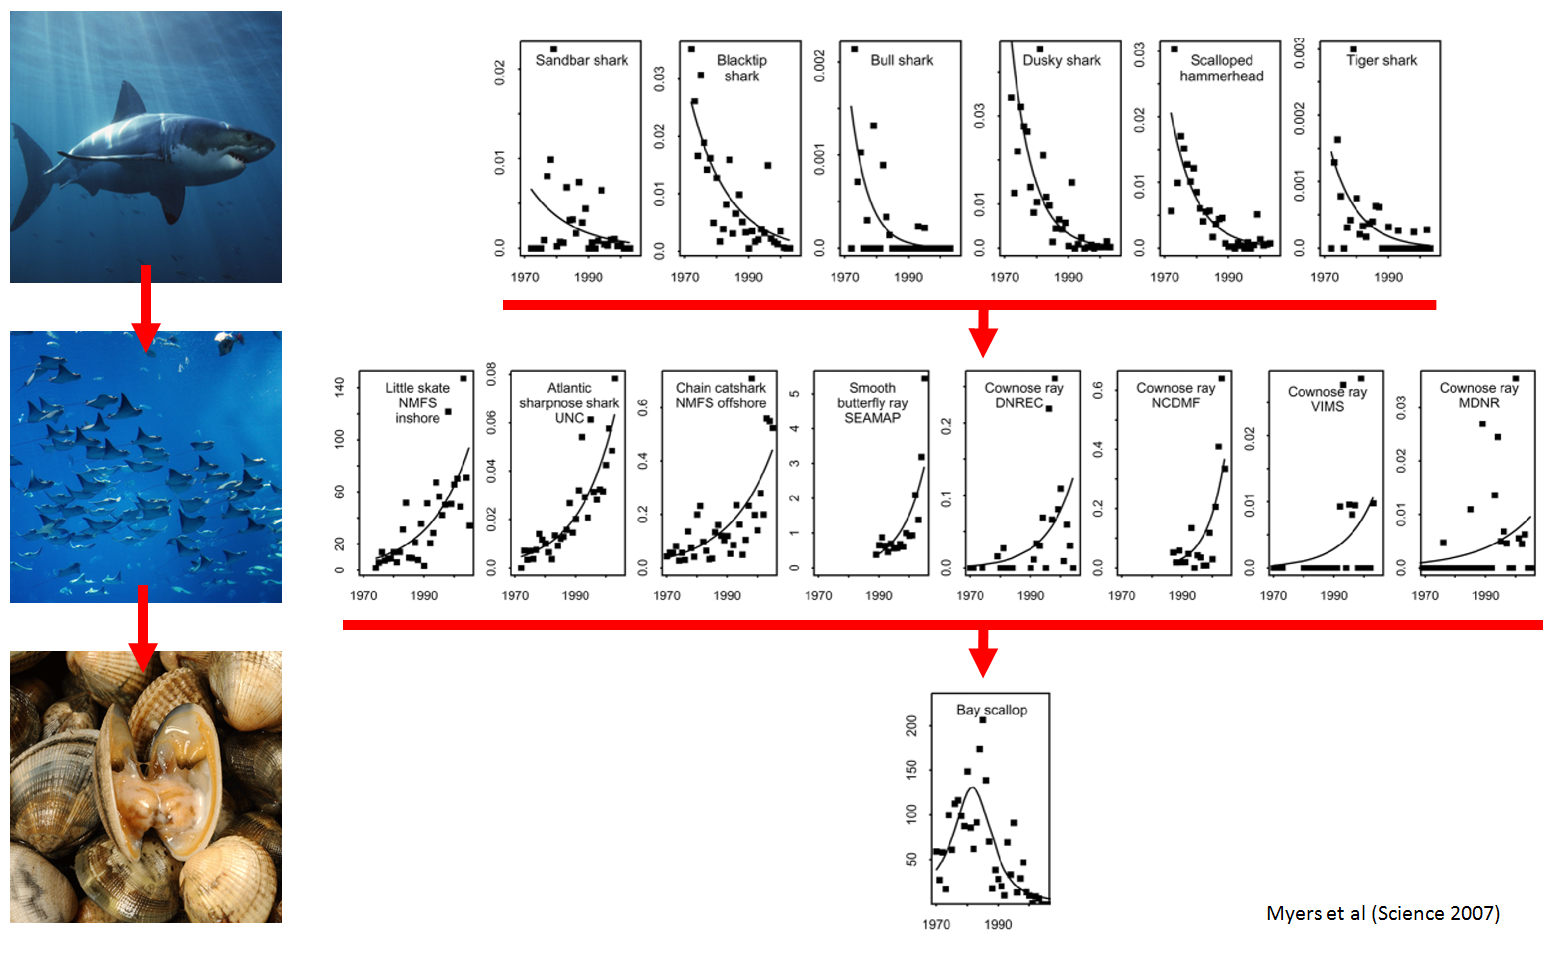 Sandbar shark
0.02
0.01
0.0
1970 1990
Blacktip
shark
0.03
0.02
0.01
0.0
1970 1990
Bull shark
0.002
0.001
0.0
1970 1990
Dusky shark
0.03
0.01
0.0
1970 1990
Scalloped
hammerhead
0.03
0.02
0.01
0.0
1970 1990
Tiger shark
0.003
0.002
0.001
0.0
1970 1990
Little skate
NMFS
inshore
140
100
60
20
0
1970 1990
Atlantic
sharpnose shark
UNC
0.08
0.06
0.04
0.02
0.0
1970 1990
Chain catshark
NMFS offshore
0.6
0.4
0.2
0.0
1970 1990
Smooth
butterfly ray
SEAMAP
5
4
3
2
1
0
1970 1990
Cownose ray
DNREC
0.2
0.1
0.0
1970 1990
Cownose ray
NCDMF
0.6
0.4
0.2
0.0
1970 1990
Cownose ray
VIMS
0.02
0.01
0.0
1970 1990
Cownose ray
MDNR
0.03
0.02
0.01
0.0
1970 1990
Bay scallop
200
150
100
50
1970 1990
Myers et al (Science 2007)